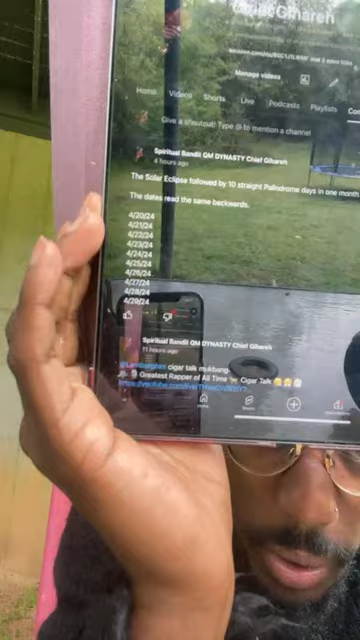 Manage videos
Home Videos Shorts Live Podcasts Playlists
Give a shoutout! Type @ to mention a channel
Spiritual Bandit QM DYNASTY Chief Gihareh
4 hours ago
The Solar Eclipse followed by 10 straight Palindrome days in one month
The dates read the same backwards.
4/20/24
4/21/24
4/22/24
4/23/24
4/24/24
4/25/24
4/26/24
4/27/24
4/28/24
4/29/24
Spiritual Bandit QM DYNASTY Chief Gihareh
11 hours ago
cigar talk mukbang
Greatest Rapper of All Time Cigar Talk
Home Shorts